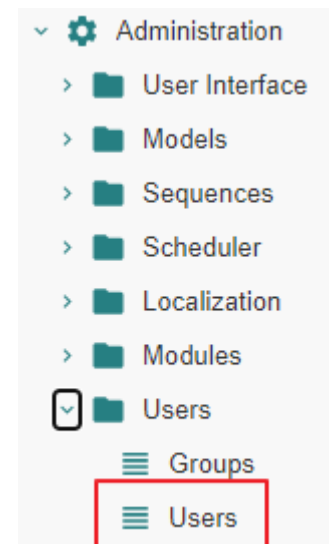 Administration
User Interface
Models
Sequences
Scheduler
Localization
Modules
Users
Groups
Users